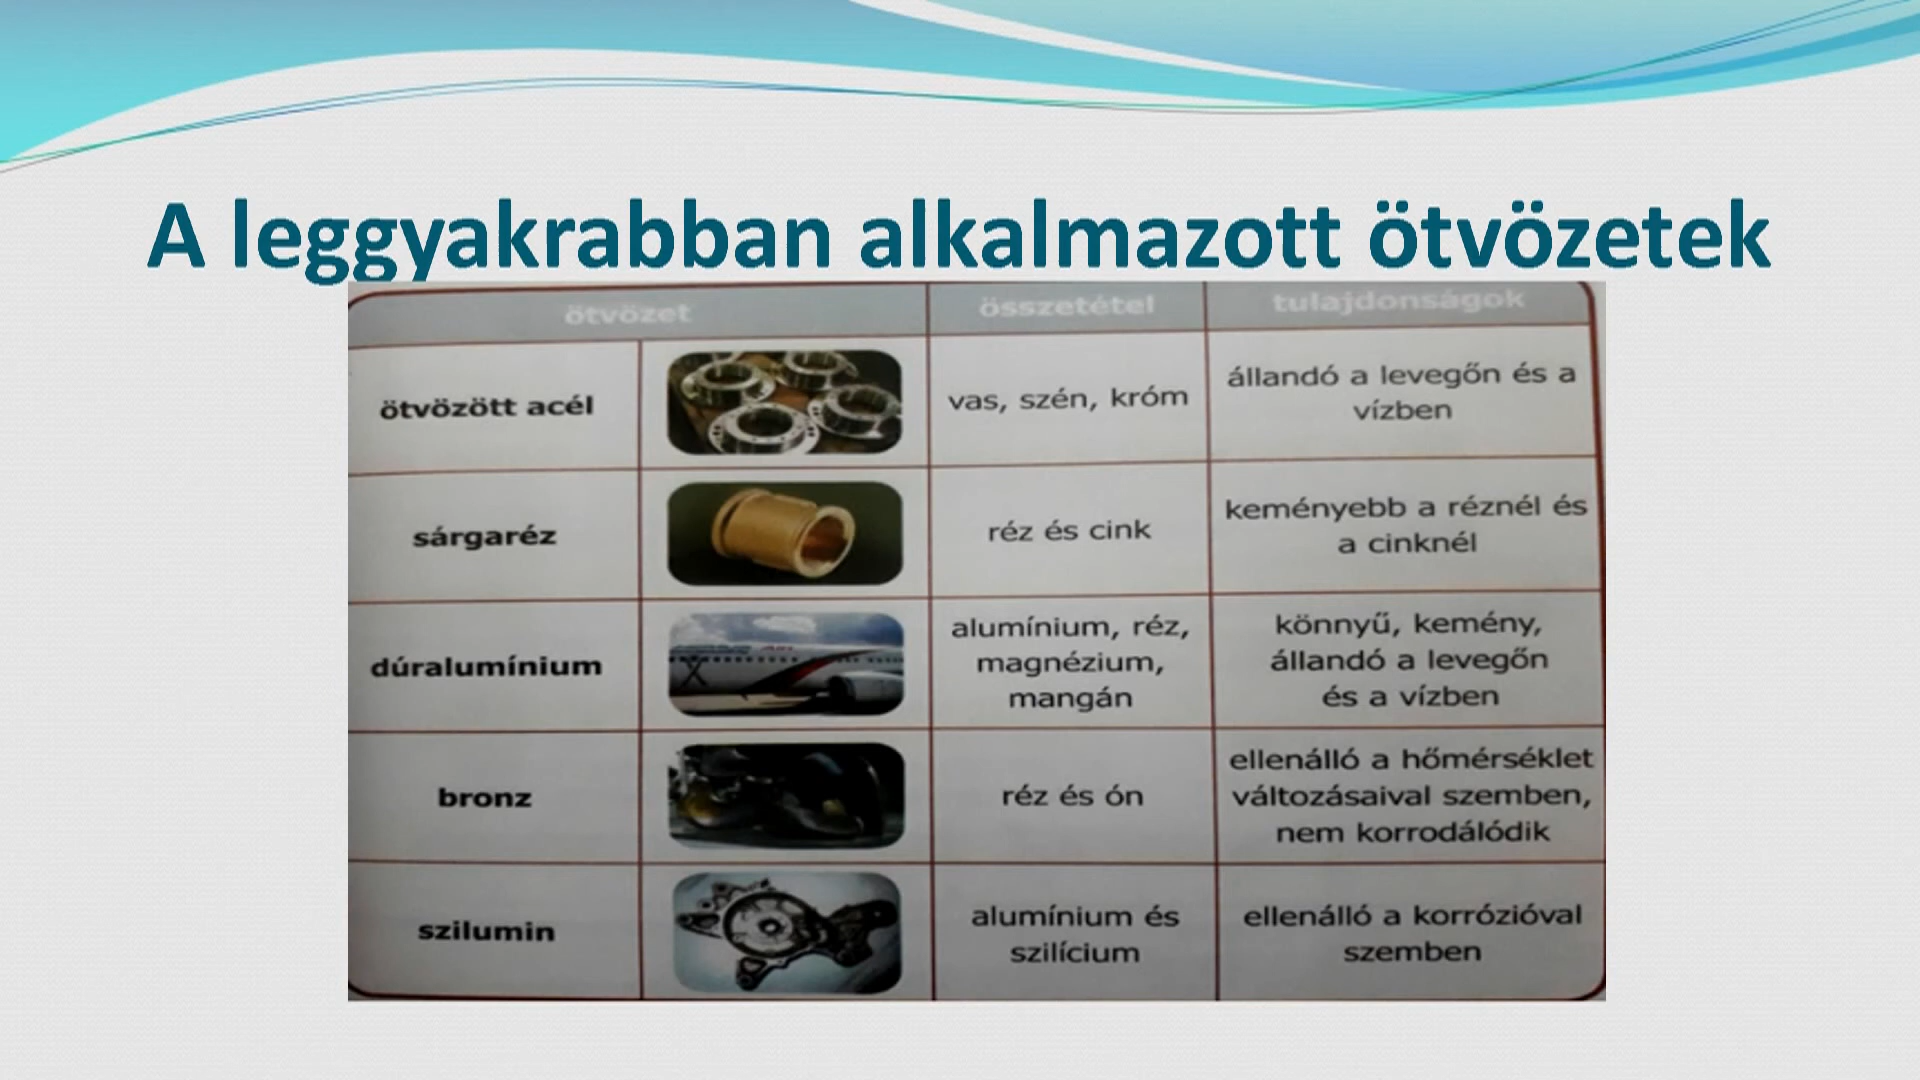 A leggyakrabban alkalmazott ötvözetek
ötvözet összetétel tulajdonságok
ötvözött acél
vas, szén, króm
állandó a levegőn és a
vízben
sárgaréz
réz és cink
keményebb a réznél és
a cinknél
dúralumínium
alumínium, réz,
magnézium,
mangán
könnyű, kemény,
állandó a levegőn
és a vízben
bronz
réz és ón
ellenálló a hőmérséklet
változásaival szemben,
nem korrodálódik
szilumin
alumínium és
szilícium
ellenálló a korrózióval
szemben